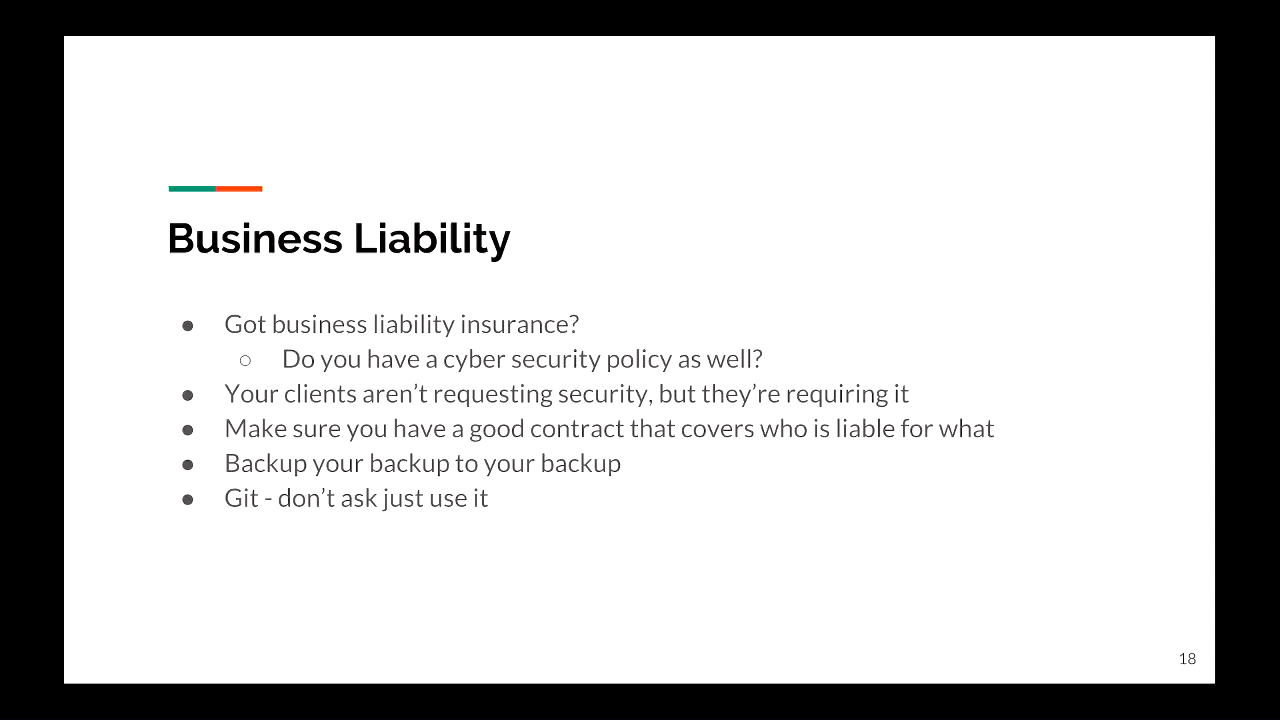 Business Liability
● Got business liability insurance?
○ Do you have a cyber security policy as well?
● Your clients aren’t requesting security, but they’re requiring it
● Make sure you have a good contract that covers who is liable for what
● Backup your backup to your backup
● Git - don’t ask just use it
18